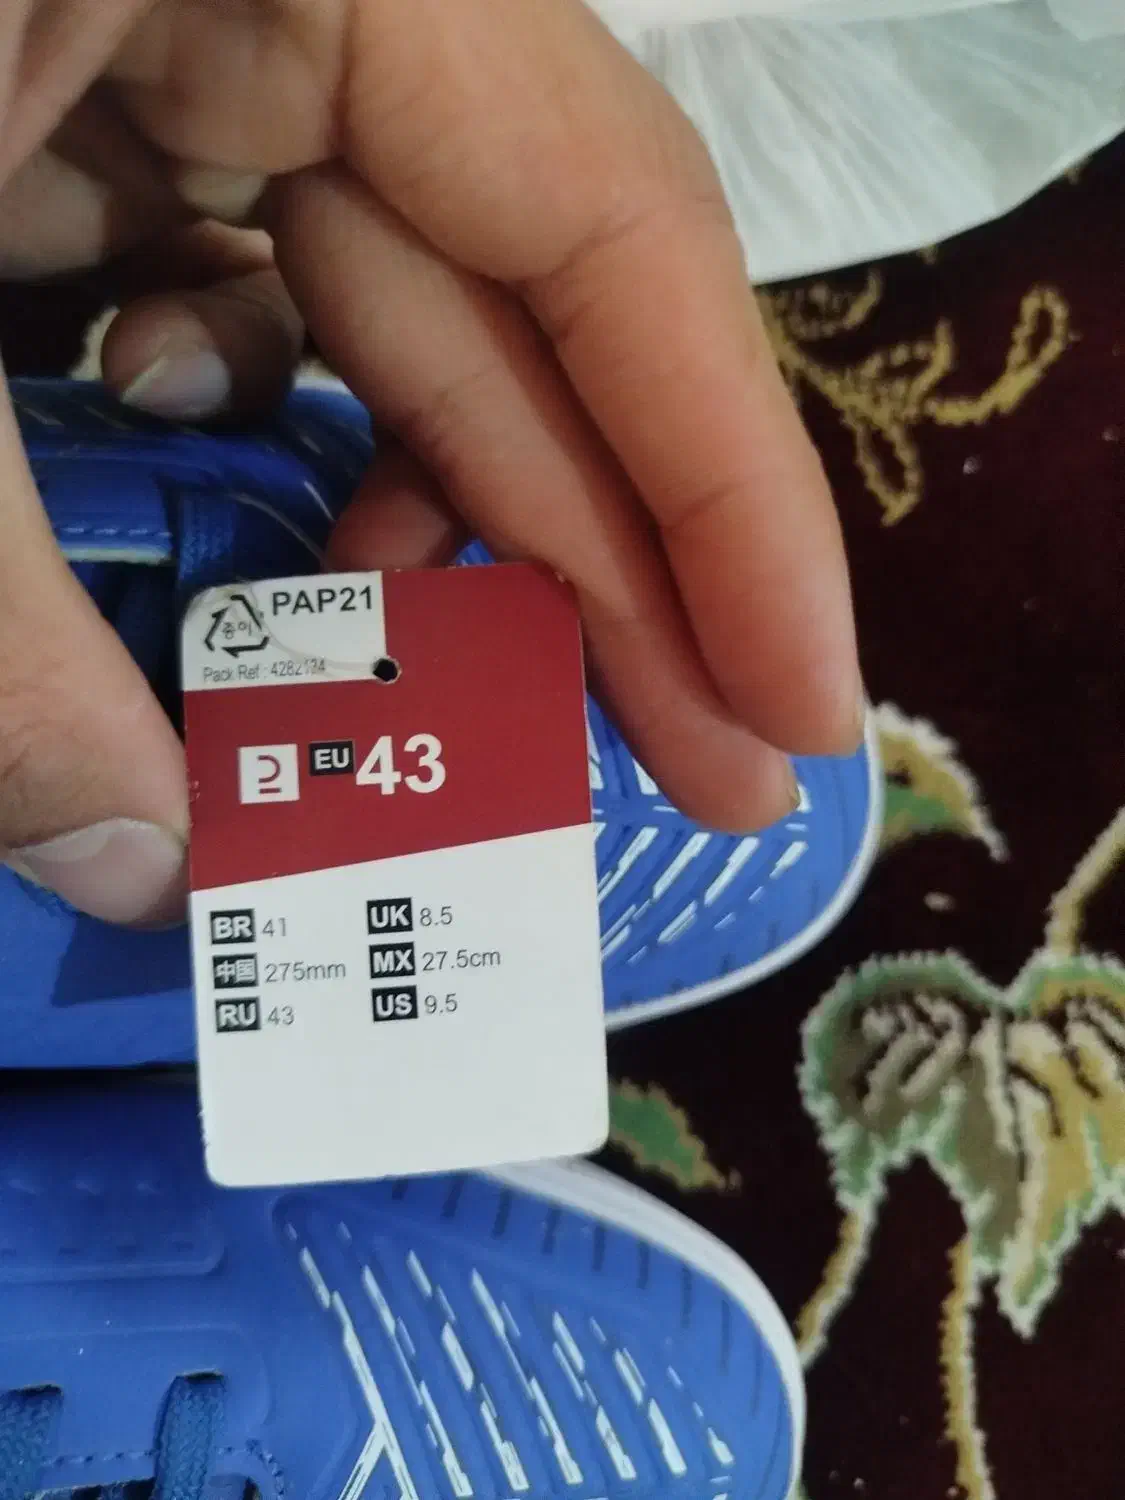 PAP21
종이
Pack Ref : 4282134
EU 43
BR 41
UK 8.5
中国 275mm
MX 27.5cm
RU 43
US 9.5